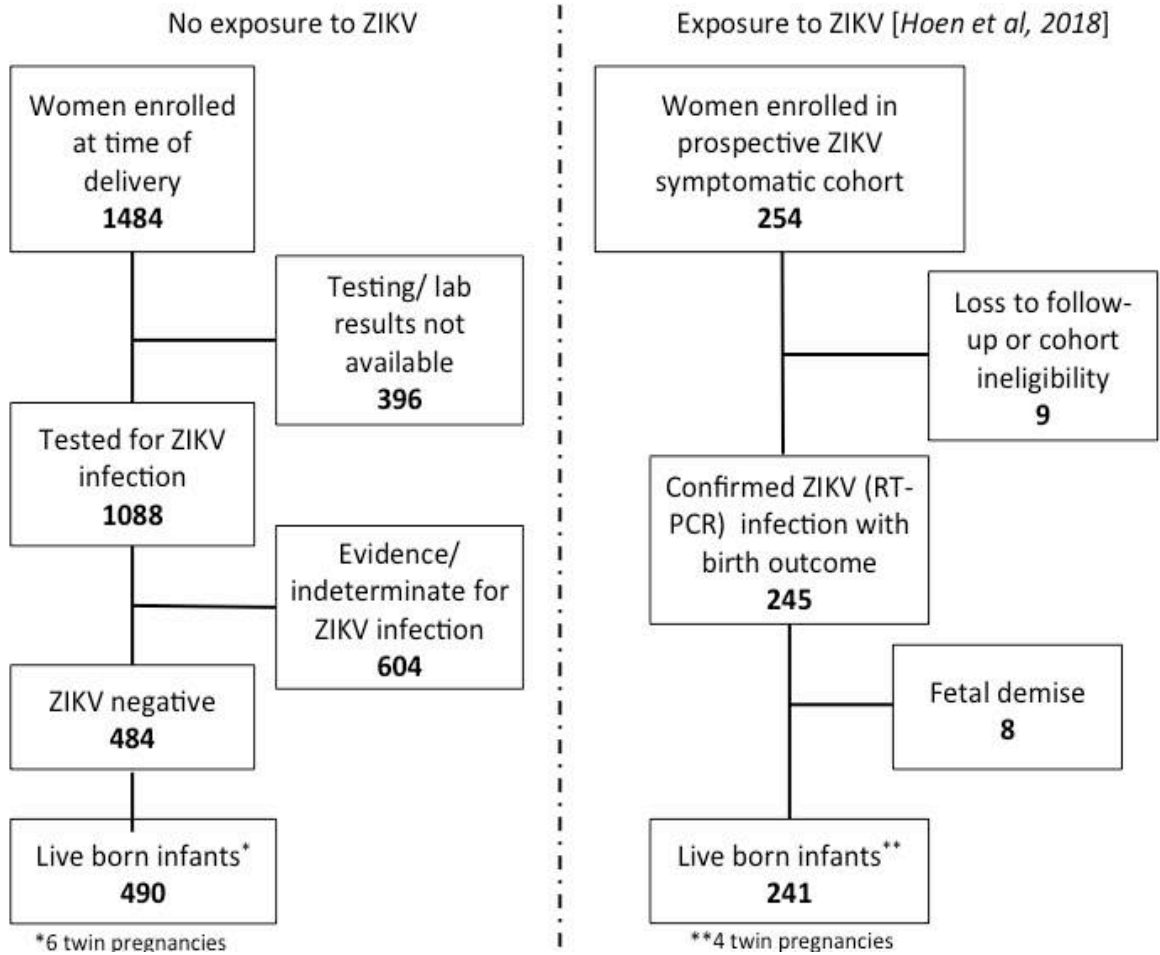 No exposure to ZIKV
Women enrolled
at time of
delivery
1484
Testing/ lab
results not
available
396
Tested for ZIKV
infection
1088
Evidence/
indeterminate for
ZIKV infection
604
ZIKV negative
484
Live born infants*
490
*6 twin pregnancies
Exposure to ZIKV [Hoen et al, 2018]
Women enrolled in
prospective ZIKV
symptomatic cohort
254
Loss to follow-
up or cohort
ineligibility
9
Confirmed ZIKV (RT-
PCR) infection with
birth outcome
245
Fetal demise
8
Live born infants**
241
**4 twin pregnancies